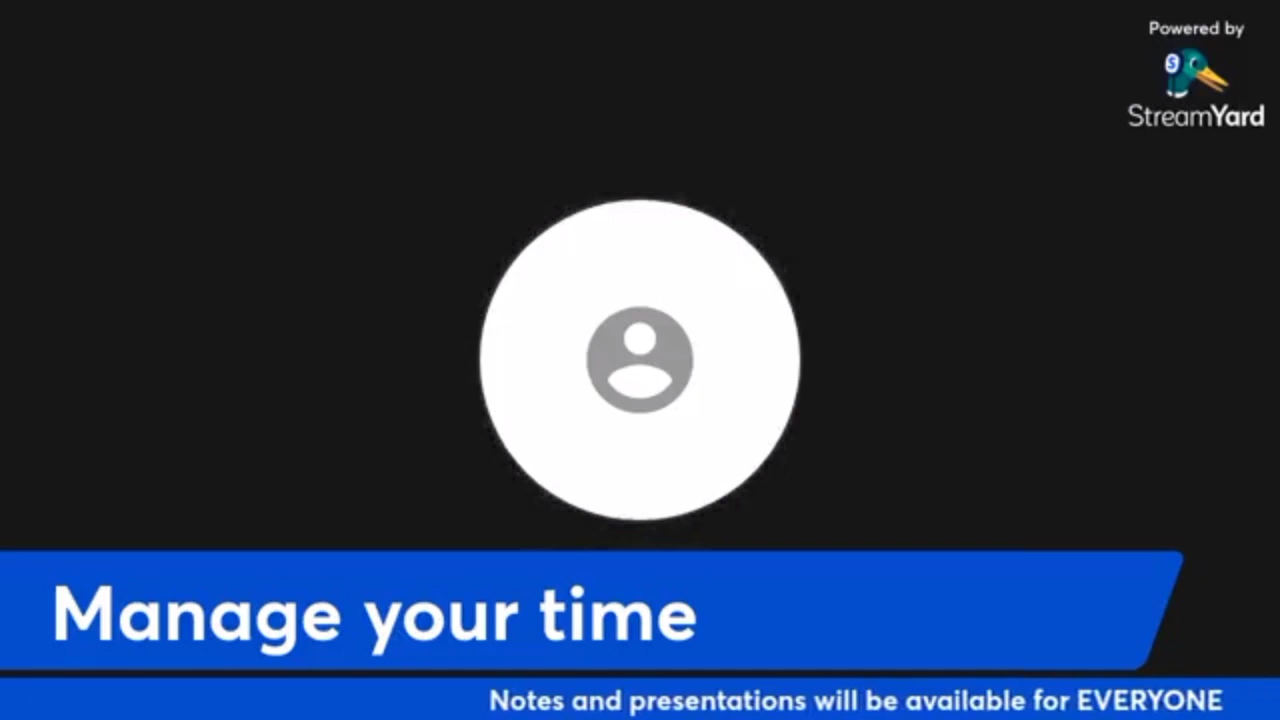 Powered by
S
StreamYard
Manage your time
Notes and presentations will be available for EVERYONE